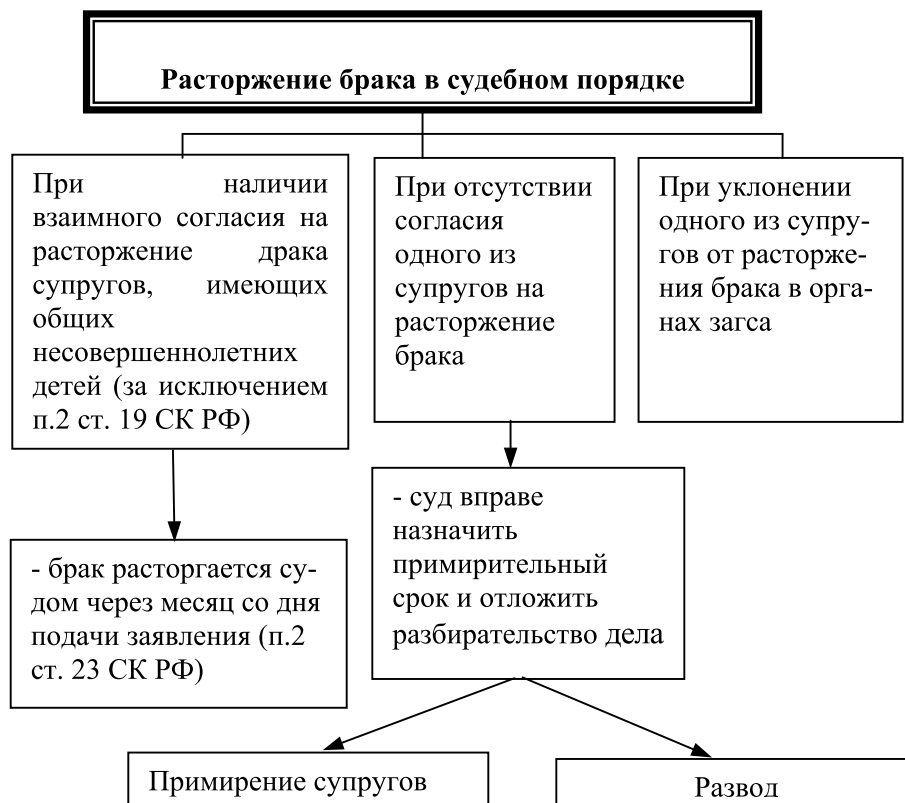 Расторжение брака в судебном порядке
При наличии
взаимного согласия на
расторжение драка
супругов, имеющих
общих
несовершеннолетних
детей (за исключением
п.2 ст. 19 СК РФ)
При отсутствии
согласия
одного из
супругов на
расторжение
брака
При уклонении
одного из супру-
гов от расторже-
ния брака в орга-
нах загса
- брак расторгается су-
дом через месяц со дня
подачи заявления (п.2
ст. 23 СК РФ)
- суд вправе
назначить
примирительный
срок и отложить
разбирательство дела
Примирение супругов
Развод